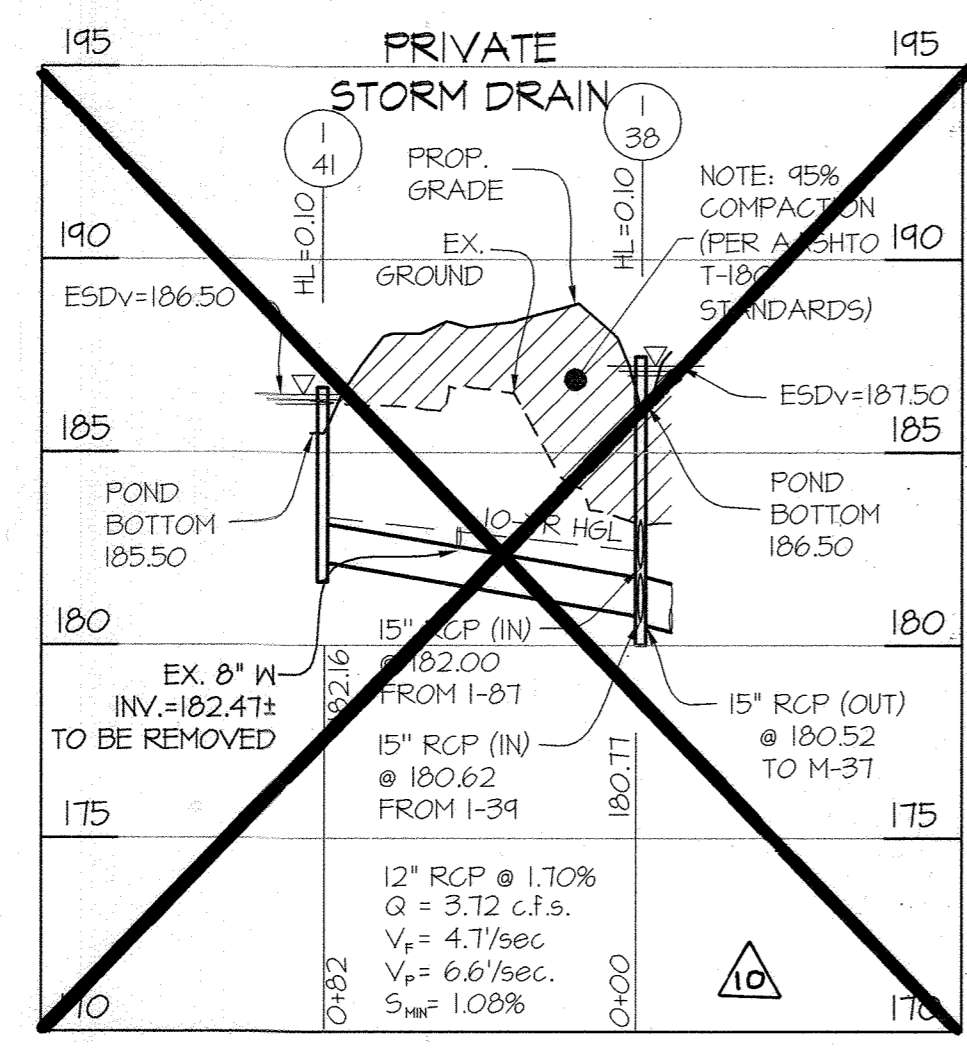 195
PRIVATE
195
STORM DRAIN
I
41
I
38
HL=0.10
HL=0.10
PROP.
GRADE
NOTE: 95%
COMPACTION
(PER AASHTO
T-180
STANDARDS)
190
EX.
GROUND
190
ESDv=186.50
ESDv=187.50
185
185
POND
BOTTOM
185.50
POND
BOTTOM
186.50
10-YR HGL
180
180
15" RCP (IN)
@ 182.00
FROM I-87
EX. 8" W
INV.=182.47±
TO BE REMOVED
182.16
15" RCP (OUT)
@ 180.52
TO M-37
15" RCP (IN)
@ 180.62
FROM I-39
180.77
175
175
12" RCP @ 1.70%
Q = 3.72 c.f.s.
VF= 4.7'/sec
VP= 6.6'/sec.
SMIN= 1.08%
0+82
0+00
10
170
170